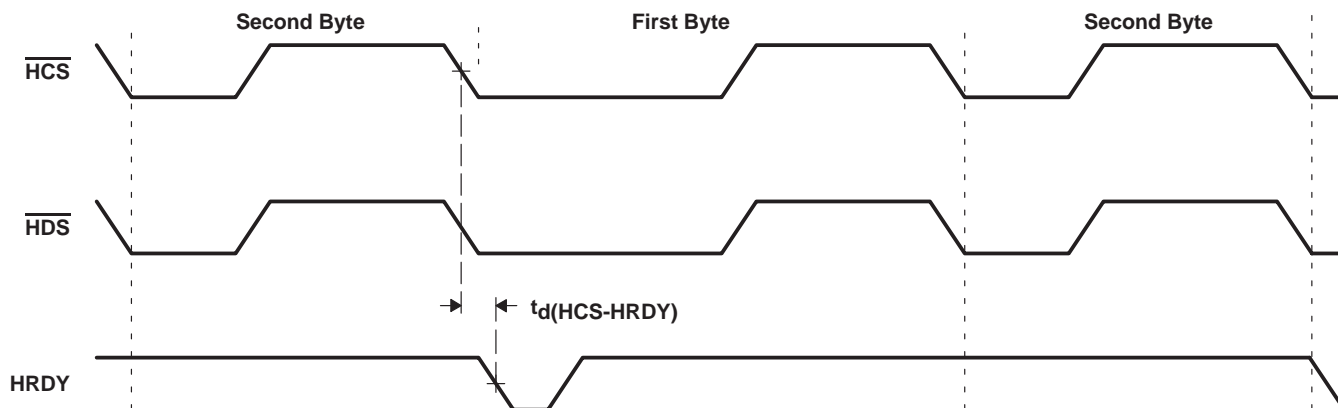 Second Byte First Byte Second Byte
HCS
HDS
td(HCS-HRDY)
HRDY